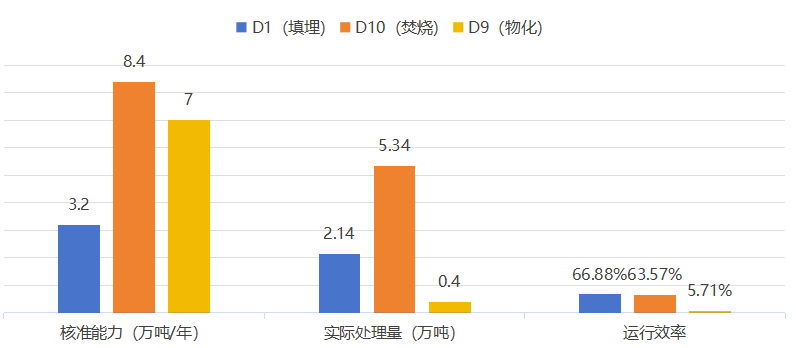 D1（填埋） D10（焚烧） D9（物化）
8.4
7
5.34
3.2
2.14
0.4
66.88% 63.57% 5.71%
核准能力（万吨/年） 实际处理量（万吨） 运行效率